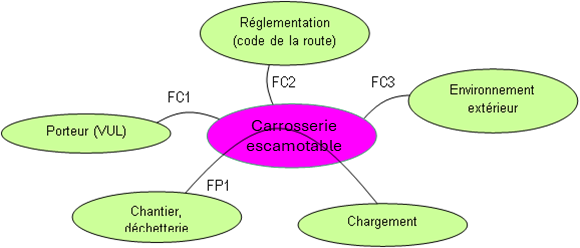 Réglementation
(code de la route)
FC1
FC2
FC3
Environnement
extérieur
Porteur (VUL)
Carrosserie
escamotable
FP1
Chantier,
déchetterie
Chargement